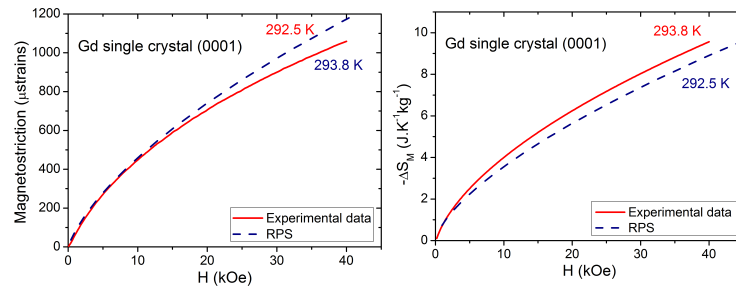 Gd single crystal (0001)
292.5 K
293.8 K
Magnetostriction (μstrains)
1200
1000
800
600
400
200
0
0
10
20
30
40
H (kOe)
Experimental data
RPS
Gd single crystal (0001)
293.8 K
292.5 K
-ΔS_M (J.K⁻¹kg⁻¹)
10
8
6
4
2
0
0
10
20
30
40
H (kOe)
Experimental data
RPS